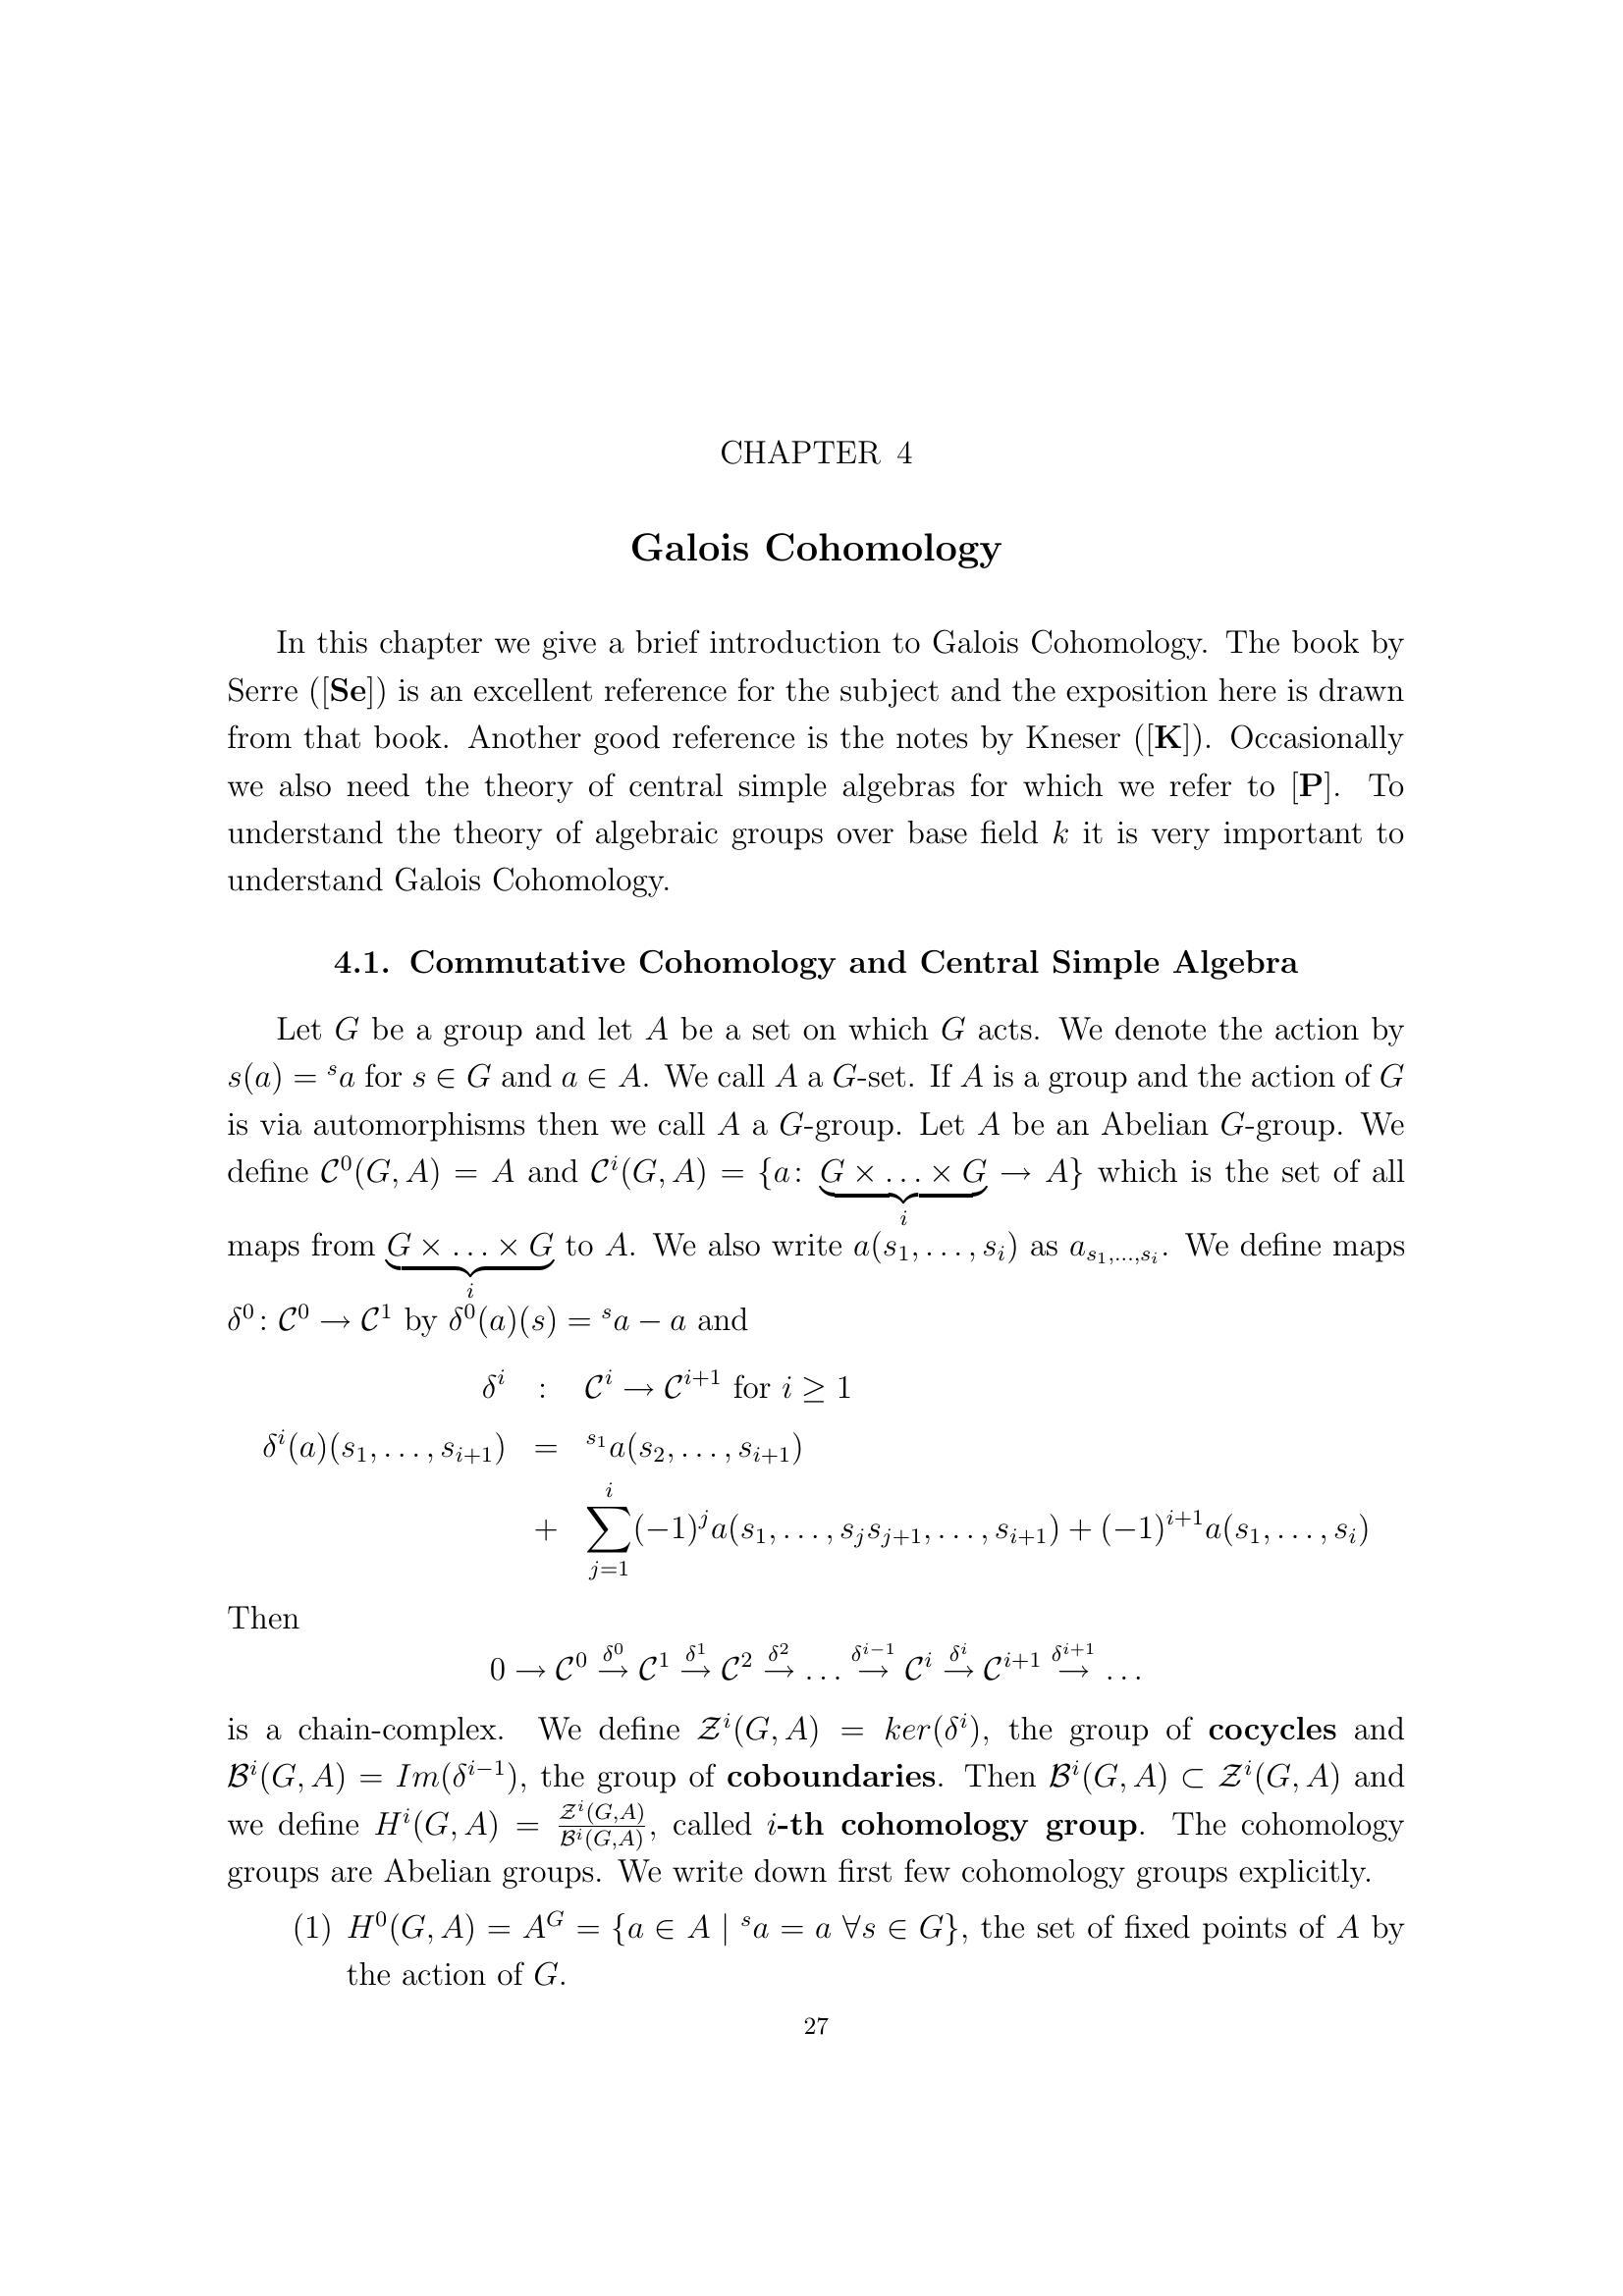 CHAPTER 4
Galois Cohomology
In this chapter we give a brief introduction to Galois Cohomology. The book by
Serre ([Se]) is an excellent reference for the subject and the exposition here is drawn
from that book. Another good reference is the notes by Kneser ([K]). Occasionally
we also need the theory of central simple algebras for which we refer to [P]. To
understand the theory of algebraic groups over base field $k$ it is very important to
understand Galois Cohomology.
4.1. Commutative Cohomology and Central Simple Algebra
Let $G$ be a group and let $A$ be a set on which $G$ acts. We denote the action by
$s(a) = {}^s a$ for $s \in G$ and $a \in A$. We call $A$ a $G$-set. If $A$ is a group and the action of $G$
is via automorphisms then we call $A$ a $G$-group. Let $A$ be an Abelian $G$-group. We
define $\mathcal{C}^0(G, A) = A$ and $\mathcal{C}^i(G, A) = \{a \colon \underbrace{G \times \ldots \times G}_{i} \to A\}$ which is the set of all
maps from $\underbrace{G \times \ldots \times G}_{i}$ to $A$. We also write $a(s_1, \ldots, s_i)$ as $a_{s_1,\ldots,s_i}$. We define maps
$\delta^0 \colon \mathcal{C}^0 \to \mathcal{C}^1$ by $\delta^0(a)(s) = {}^s a - a$ and
$\delta^i : \mathcal{C}^i \to \mathcal{C}^{i+1}$ for $i \geq 1$
$\delta^i(a)(s_1, \ldots, s_{i+1}) = {}^{s_1} a(s_2, \ldots, s_{i+1})$
$+ \sum_{j=1}^{i} (-1)^j a(s_1, \ldots, s_j s_{j+1}, \ldots, s_{i+1}) + (-1)^{i+1} a(s_1, \ldots, s_i)$
Then
$0 \to \mathcal{C}^0 \xrightarrow{\delta^0} \mathcal{C}^1 \xrightarrow{\delta^1} \mathcal{C}^2 \xrightarrow{\delta^2} \ldots \xrightarrow{\delta^{i-1}} \mathcal{C}^i \xrightarrow{\delta^i} \mathcal{C}^{i+1} \xrightarrow{\delta^{i+1}} \ldots$
is a chain-complex. We define $\mathcal{Z}^i(G, A) = ker(\delta^i)$, the group of cocycles and
$\mathcal{B}^i(G, A) = Im(\delta^{i-1})$, the group of coboundaries. Then $\mathcal{B}^i(G, A) \subset \mathcal{Z}^i(G, A)$ and
we define $H^i(G, A) = \frac{\mathcal{Z}^i(G,A)}{\mathcal{B}^i(G,A)}$, called $i$-th cohomology group. The cohomology
groups are Abelian groups. We write down first few cohomology groups explicitly.
(1) $H^0(G, A) = A^G = \{a \in A \mid {}^s a = a \ \forall s \in G\}$, the set of fixed points of $A$ by
the action of $G$.
27